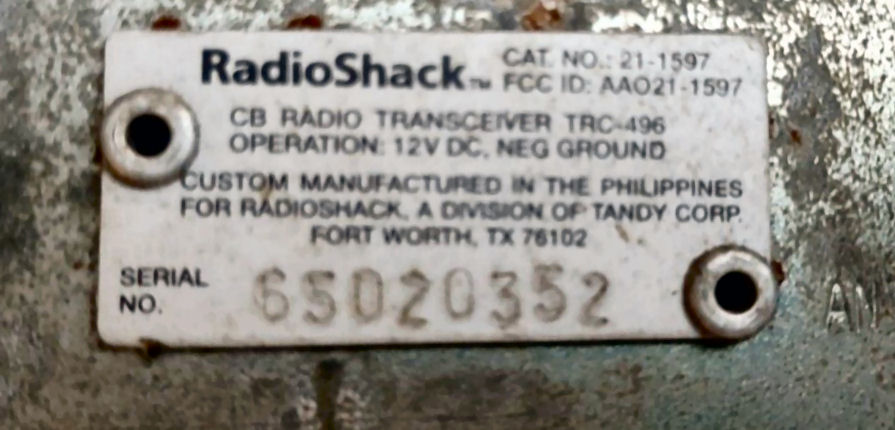 RadioShack™
CAT. NO.: 21-1597
FCC ID: AAO21-1597
CB RADIO TRANSCEIVER TRC-496
OPERATION: 12V DC, NEG GROUND
CUSTOM MANUFACTURED IN THE PHILIPPINES
FOR RADIOSHACK, A DIVISION OF TANDY CORP.
FORT WORTH, TX 76102
SERIAL
NO.
65020352